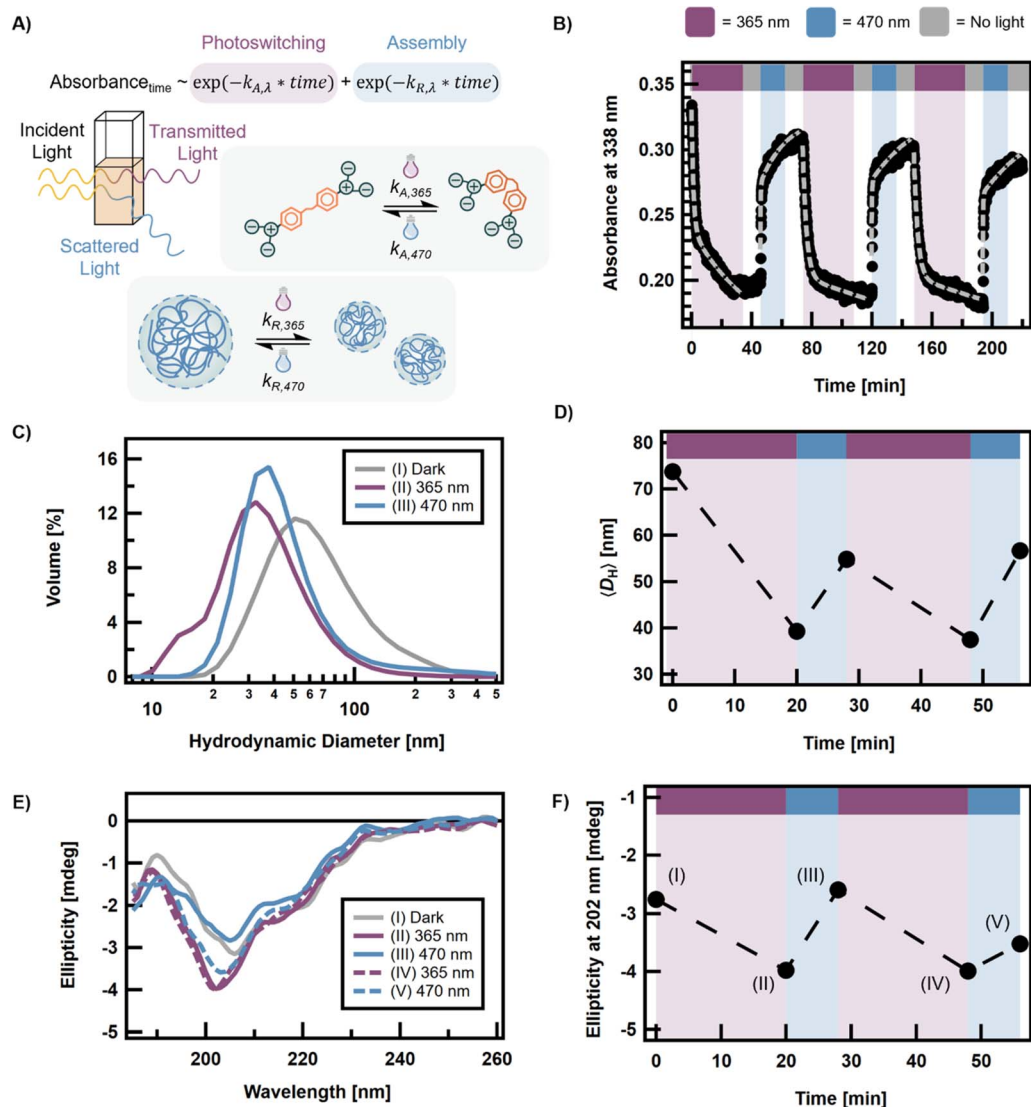 A)
Photoswitching Assembly
Absorbance_time ~ exp(−k_A,λ * time) + exp(−k_R,λ * time)
Incident Light
Transmitted Light
Scattered Light
k_A,365
k_A,470
k_R,365
k_R,470
= 365 nm = 470 nm = No light
B)
Absorbance at 338 nm
0.35
0.30
0.25
0.20
0 40 80 120 160 200
Time [min]
C)
Volume [%]
16
12
8
4
0
(I) Dark
(II) 365 nm
(III) 470 nm
10 2 3 4 5 6 7 100 2 3 4 5
Hydrodynamic Diameter [nm]
D)
⟨D_H⟩ [nm]
80
70
60
50
40
30
0 10 20 30 40 50
Time [min]
E)
Ellipticity [mdeg]
0
-1
-2
-3
-4
-5
(I) Dark
(II) 365 nm
(III) 470 nm
(IV) 365 nm
(V) 470 nm
200 220 240 260
Wavelength [nm]
F)
Ellipticity at 202 nm [mdeg]
-1
-2
-3
-4
-5
(I)
(II)
(III)
(IV)
(V)
0 10 20 30 40 50
Time [min]